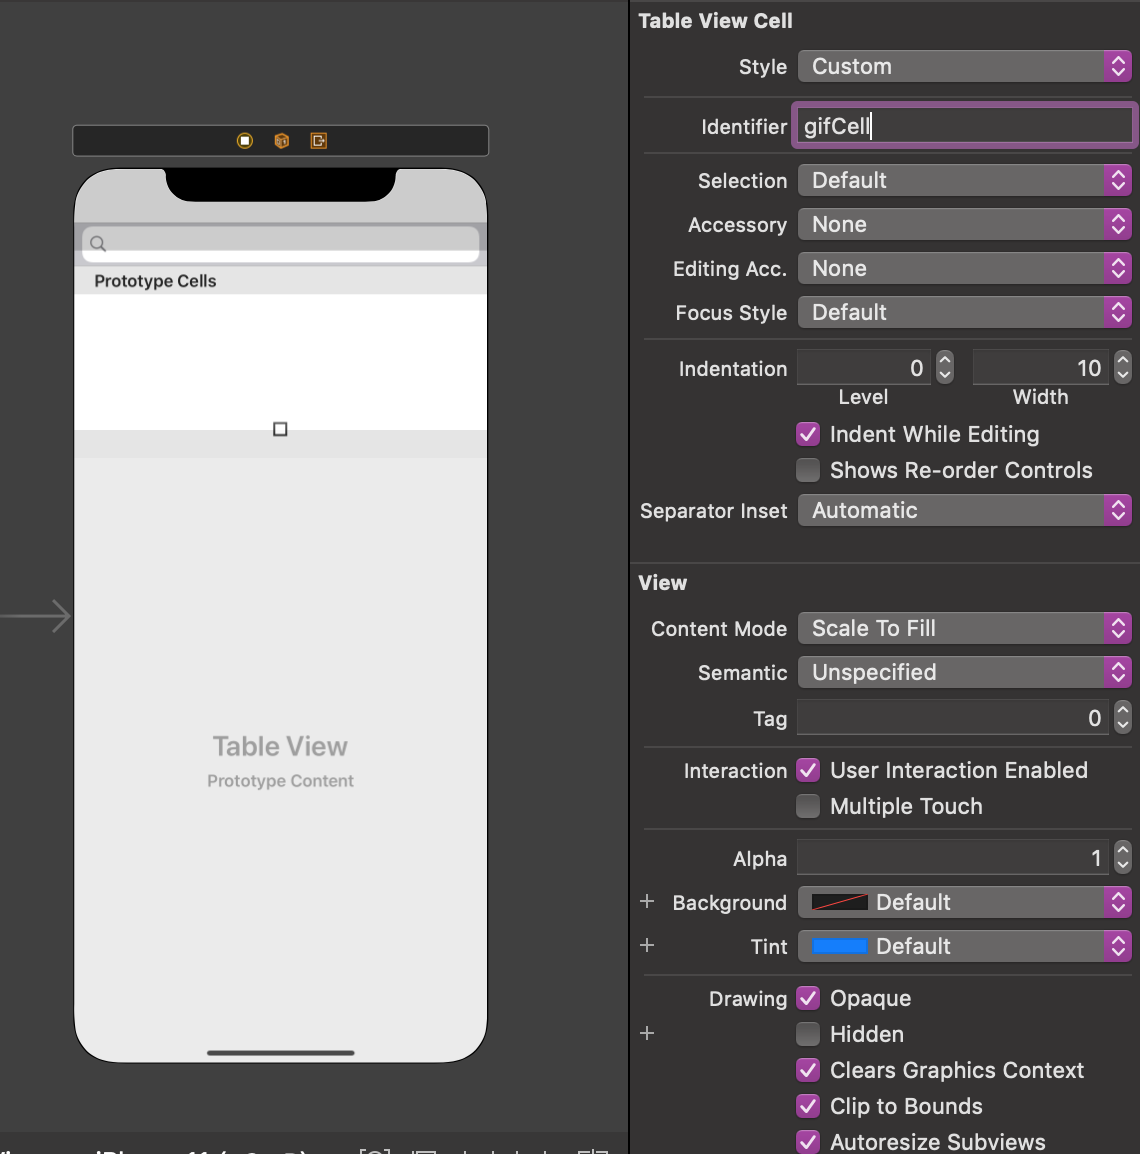 Prototype Cells
Table View
Prototype Content
Table View Cell
Style Custom
Identifier gifCell
Selection Default
Accessory None
Editing Acc. None
Focus Style Default
Indentation 0 10
Level Width
Indent While Editing
Shows Re-order Controls
Separator Inset Automatic
View
Content Mode Scale To Fill
Semantic Unspecified
Tag 0
Interaction User Interaction Enabled
Multiple Touch
Alpha 1
+ Background Default
+ Tint Default
Drawing Opaque
+ Hidden
Clears Graphics Context
Clip to Bounds
Autoresize Subviews